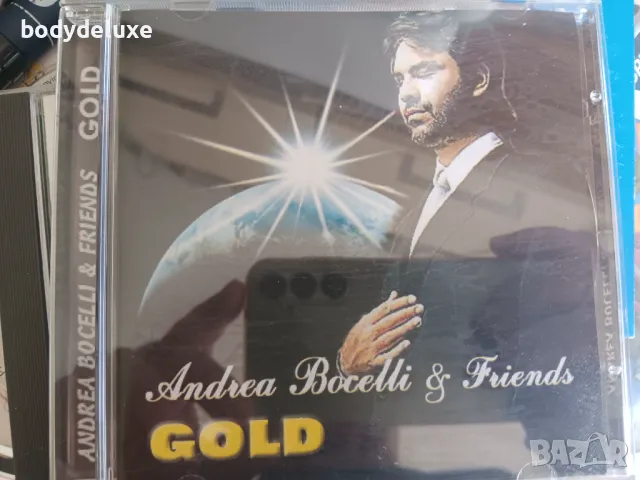 bodydeluxe
ANDREA BOCELLI & FRIENDS GOLD
Andrea Bocelli & Friends
GOLD
BAZAR